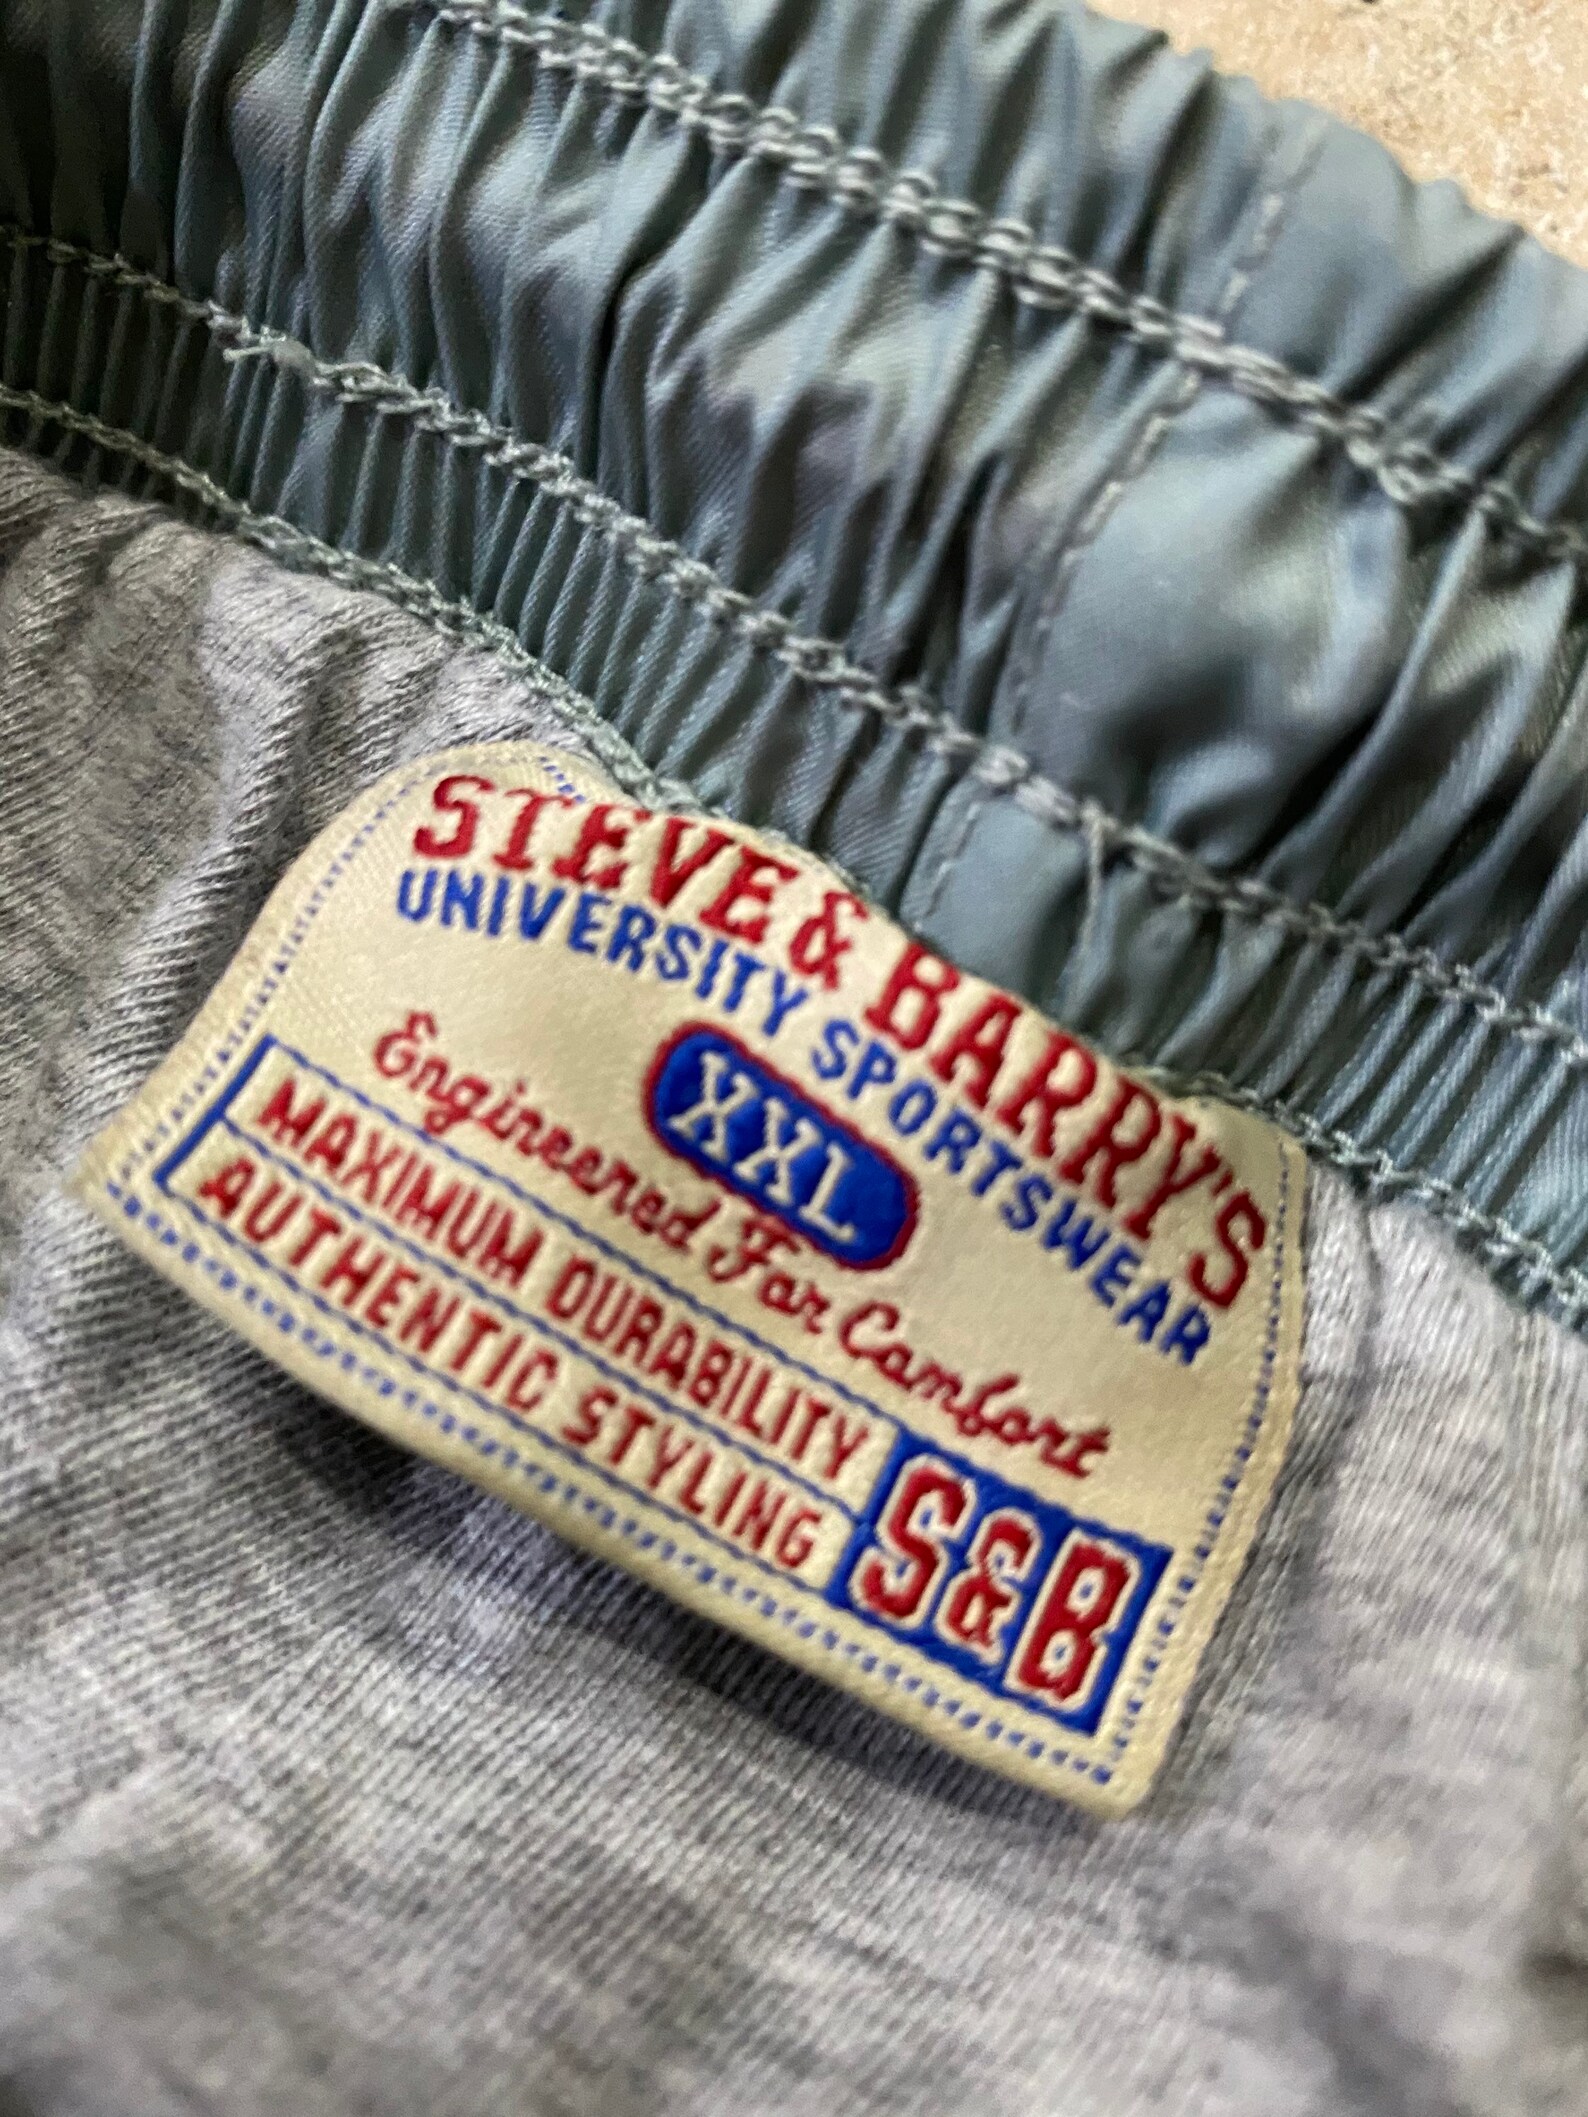 STEVE & BARRY'S
UNIVERSITY SPORTSWEAR
XXL
Engineered For Comfort
MAXIMUM DURABILITY
AUTHENTIC STYLING
S&B